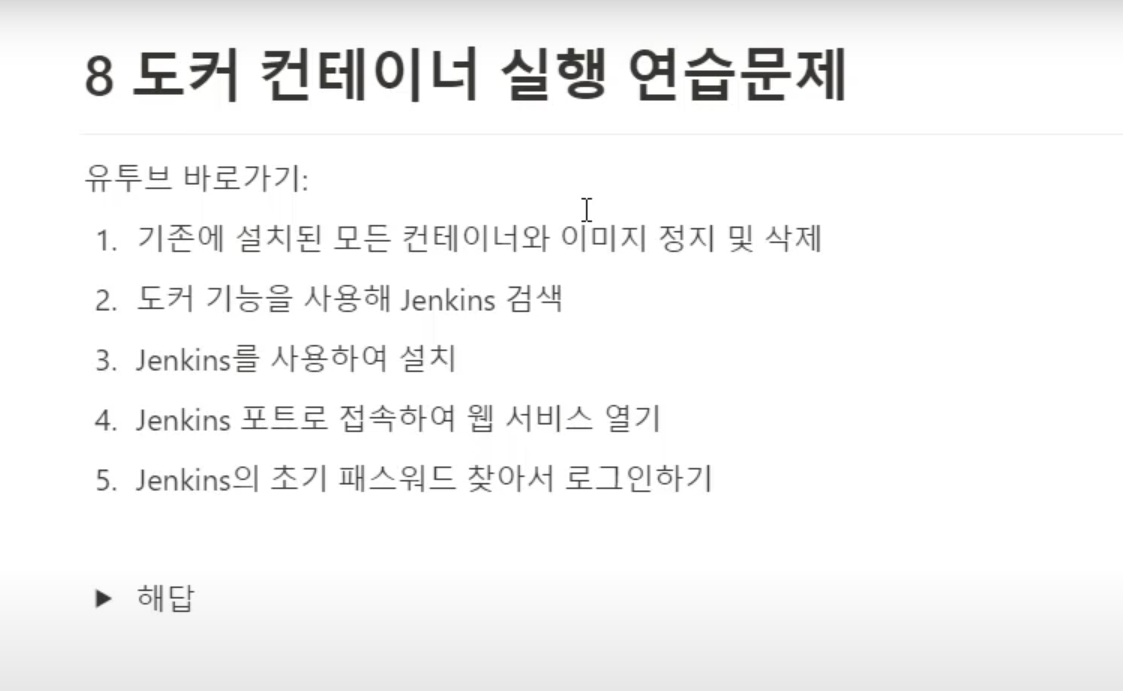 8 도커 컨테이너 실행 연습문제
유투브 바로가기:
1. 기존에 설치된 모든 컨테이너와 이미지 정지 및 삭제
2. 도커 기능을 사용해 Jenkins 검색
3. Jenkins를 사용하여 설치
4. Jenkins 포트로 접속하여 웹 서비스 열기
5. Jenkins의 초기 패스워드 찾아서 로그인하기
▶ 해답